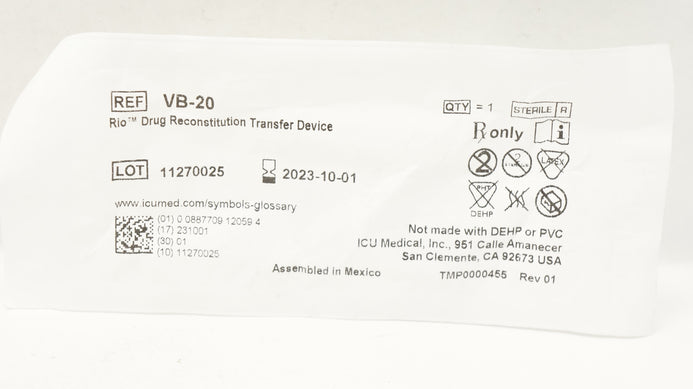 REF VB-20
Rio™ Drug Reconstitution Transfer Device
LOT 11270025 2023-10-01
www.icumed.com/symbols-glossary
(01) 0 0887709 12059 4
(17) 231001
(30) 01
(10) 11270025
Assembled in Mexico
QTY = 1 STERILE R
Rx only
2 LATEX
DEHP
Not made with DEHP or PVC
ICU Medical, Inc., 951 Calle Amanecer
San Clemente, CA 92673 USA
TMP0000455 Rev 01